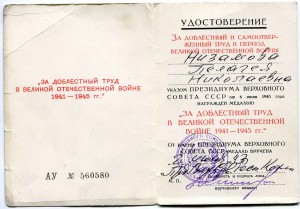 „ЗА ДОБЛЕСТНЫЙ ТРУД
В ВЕЛИКОЙ ОТЕЧЕСТВЕННОЙ ВОЙНЕ
1941—1945 гг."
АУ № 560580
УДОСТОВЕРЕНИЕ
ЗА ДОБЛЕСТНЫЙ И САМООТВЕР-
ЖЕННЫЙ ТРУД В ПЕРИОД
ВЕЛИКОЙ ОТЕЧЕСТВЕННОЙ ВОЙНЫ
Низамова
Пелагея
Николаевна
УКАЗОМ ПРЕЗИДИУМА ВЕРХОВНОГО
СОВЕТА СССР от 6 июня 1945 года
НАГРАЖДЕН МЕДАЛЬЮ
„ЗА ДОБЛЕСТНЫЙ ТРУД
В ВЕЛИКОЙ ОТЕЧЕСТВЕННОЙ
ВОЙНЕ 1941—1945 гг."
ОТ ИМЕНИ ПРЕЗИДИУМА ВЕРХОВНОГО
СОВЕТА СССР МЕДАЛЬ ВРУЧЕНА
М. П.